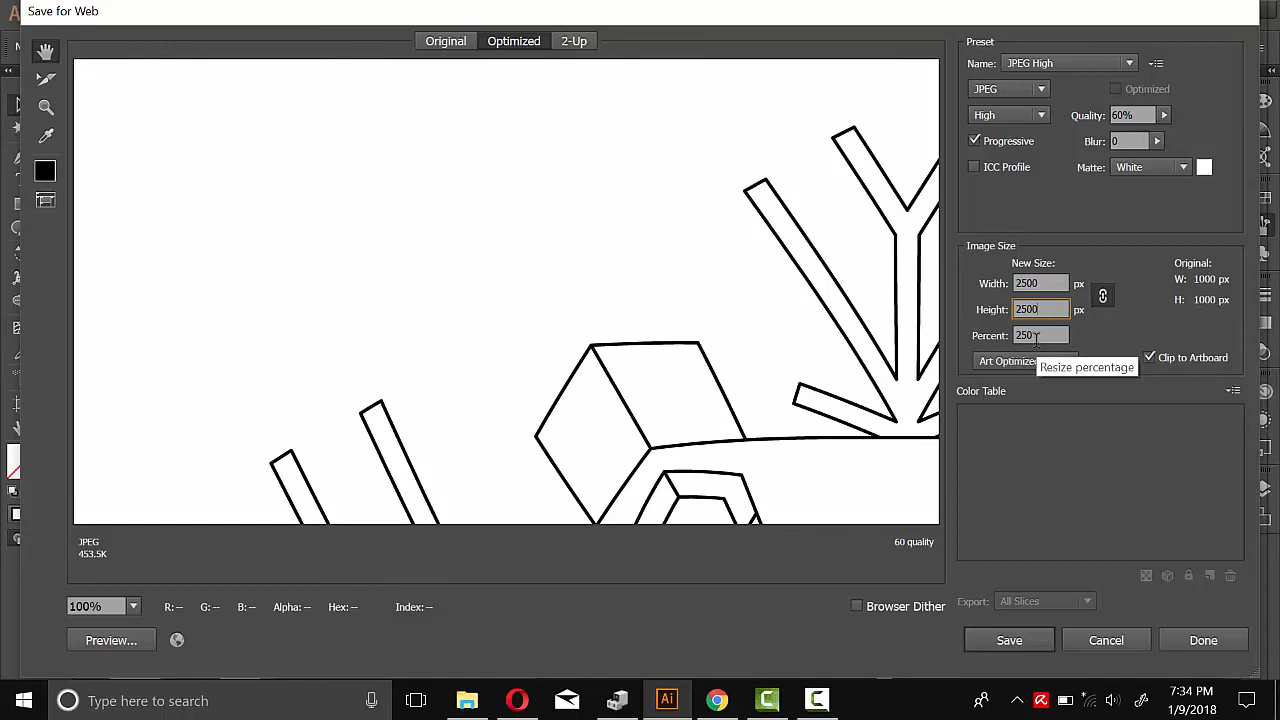 Save for Web
Original Optimized 2-Up
Preset
Name: JPEG High
JPEG Optimized
High Quality: 60%
Progressive Blur: 0
ICC Profile Matte: White
Image Size
New Size: Original:
Width: 2500 px W: 1000 px
Height: 2500 px H: 1000 px
Percent: 250
Art Optimized Clip to Artboard
Resize percentage
Color Table
JPEG 60 quality
453.5K
100% R: -- G: -- B: -- Alpha: -- Hex: -- Index: -- Browser Dither
Export: All Slices
Preview... Save Cancel Done
Type here to search
Ai
7:34 PM
1/9/2018